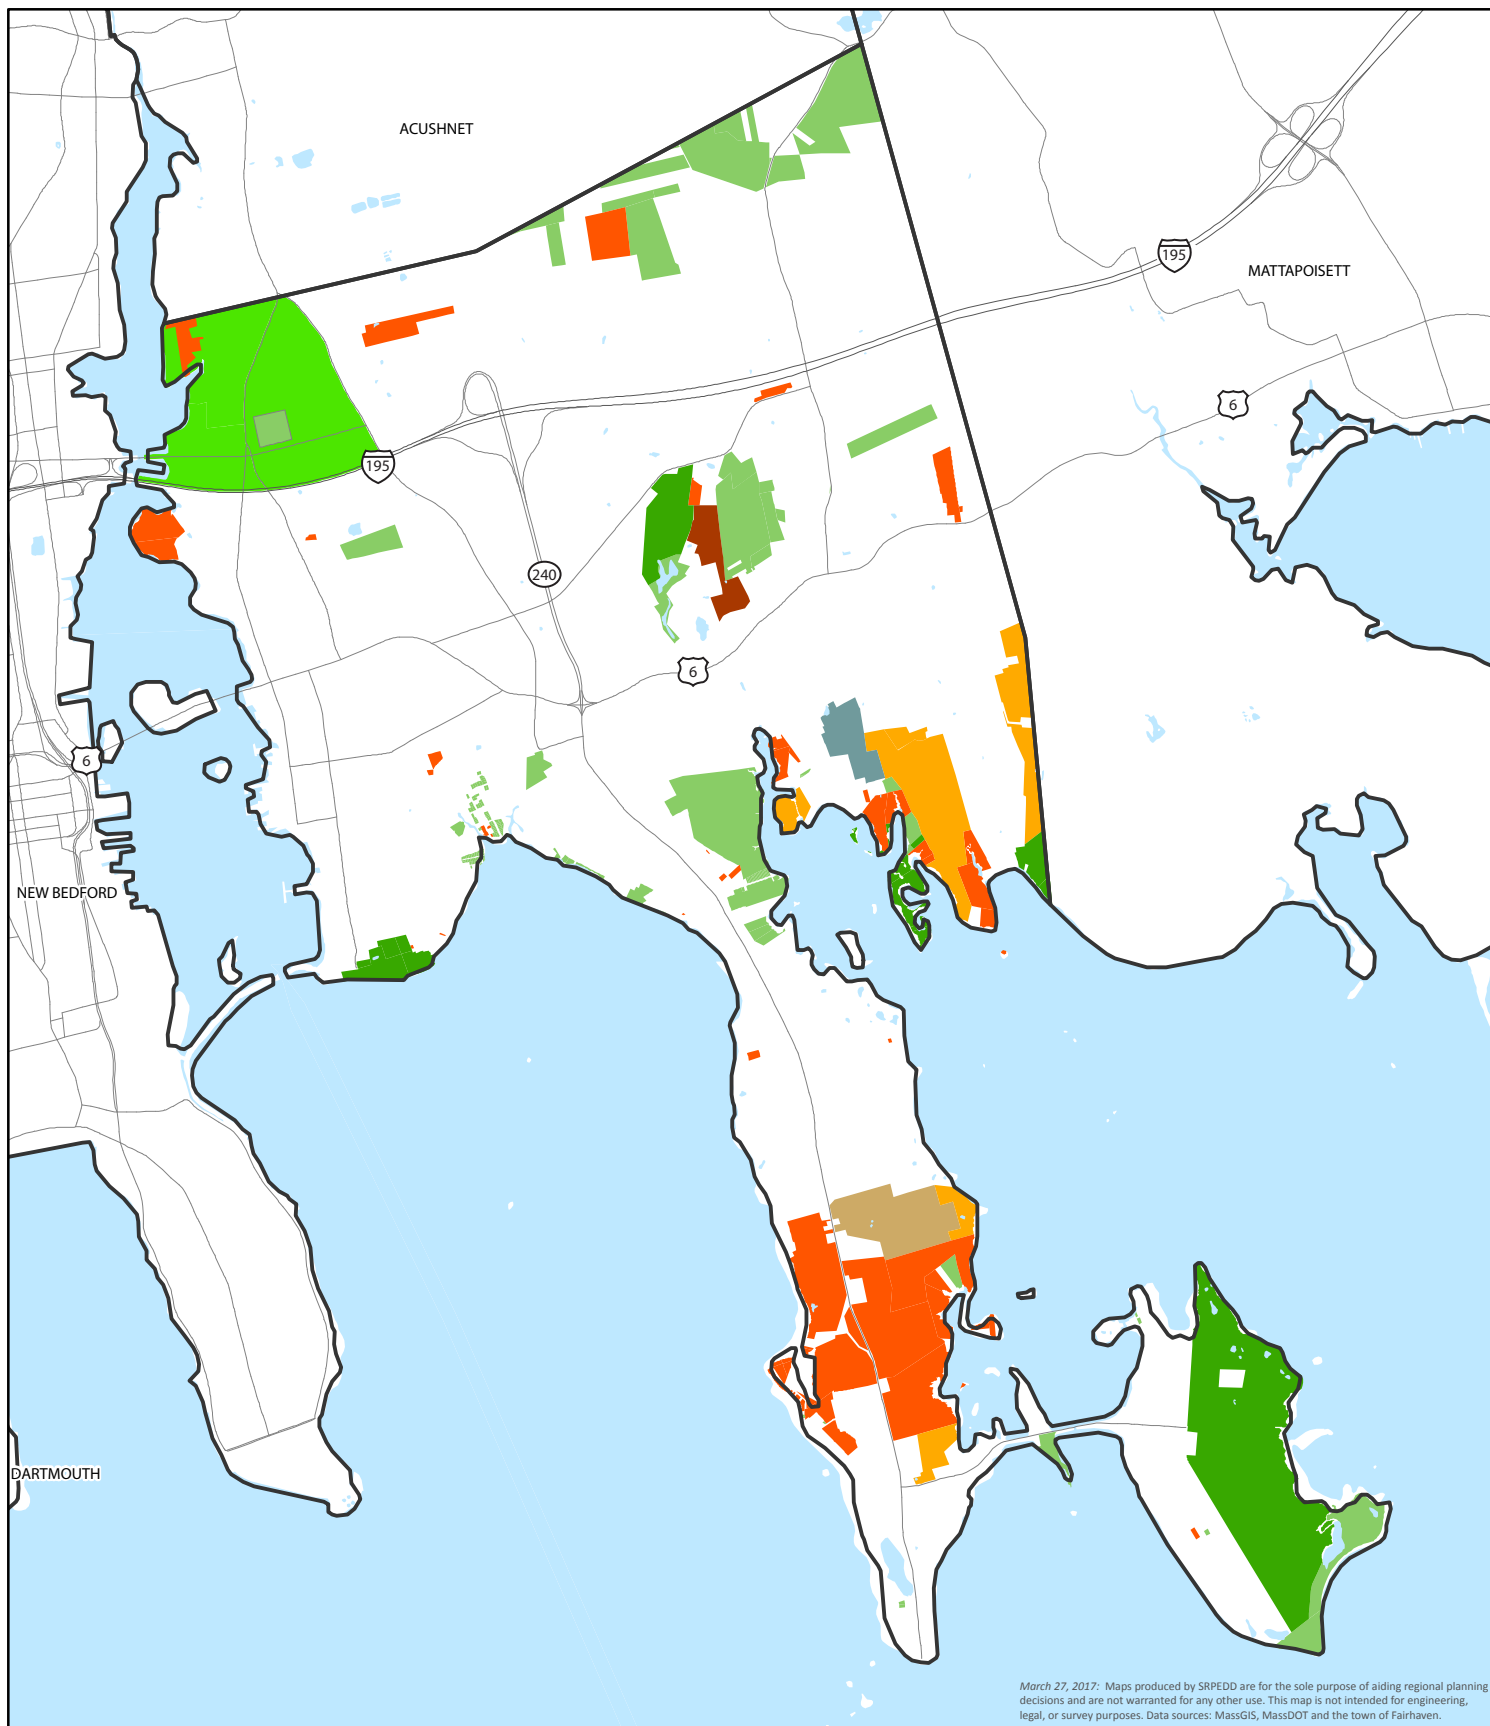 ACUSHNET
195
MATTAPOISETT
6
195
240
6
6
NEW BEDFORD
DARTMOUTH
March 27, 2017: Maps produced by SRPEDD are for the sole purpose of aiding regional planning
decisions and are not warranted for any other use. This map is not intended for engineering,
legal, or survey purposes. Data sources: MassGIS, MassDOT and the town of Fairhaven.